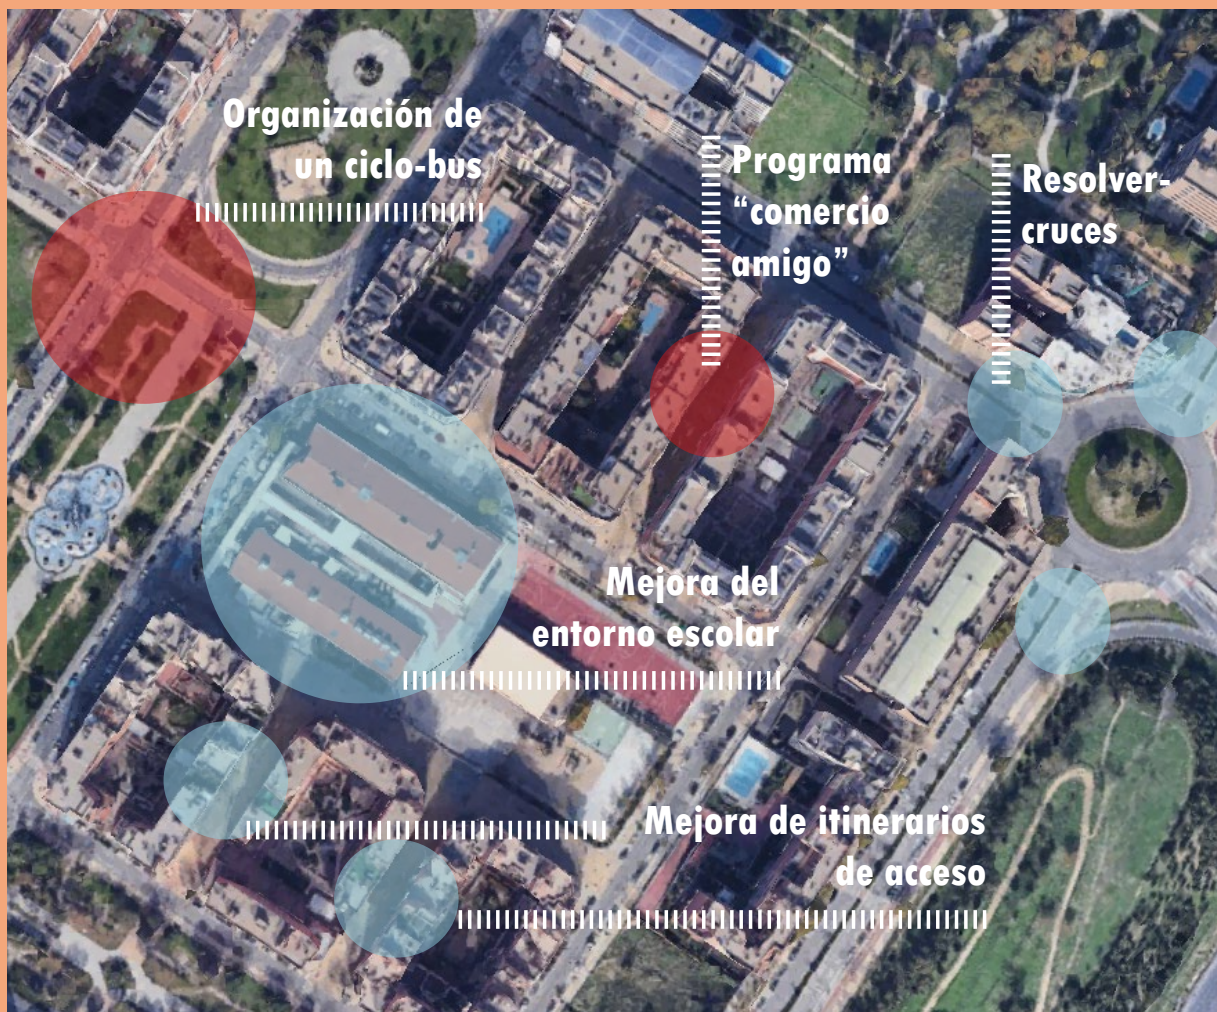 Organización de
un ciclo-bus
Programa
“comercio
amigo”
Resolver-
cruces
Mejora del
entorno escolar
Mejora de itinerarios
de acceso